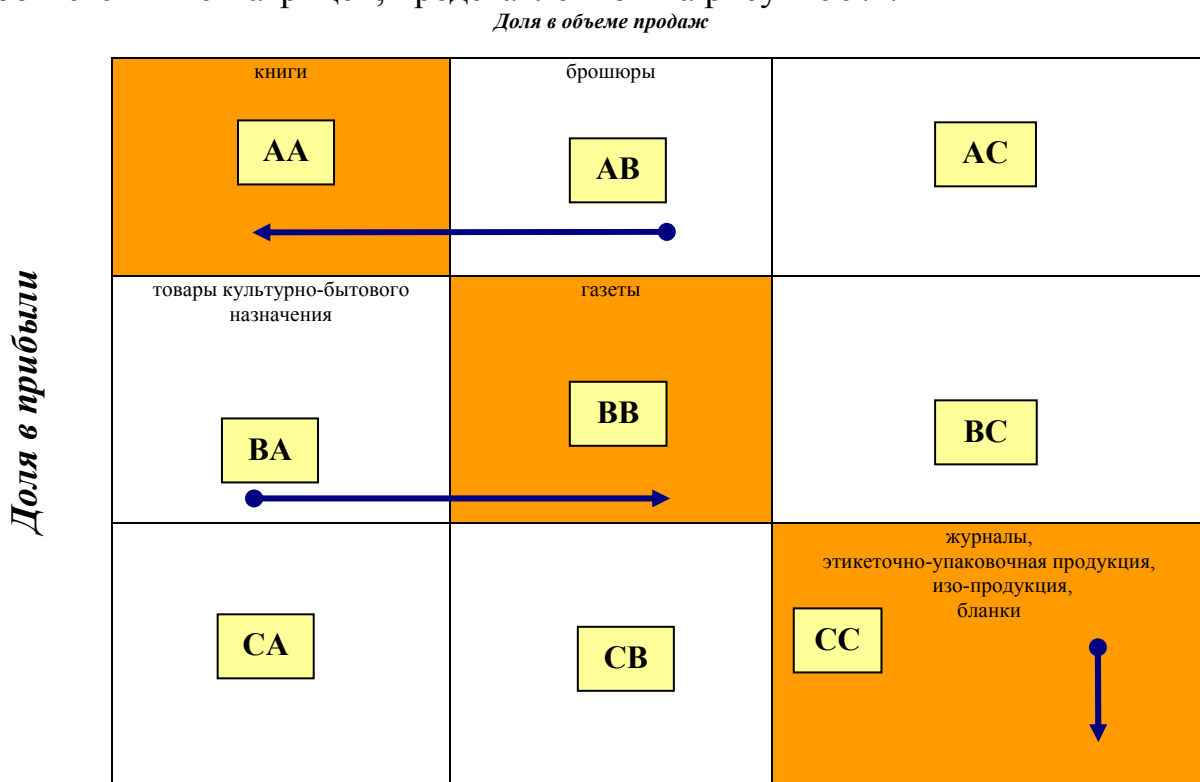 Доля в объеме продаж
книги
брошюры
АА
АВ
АС
Доля в прибыли
товары культурно-бытового
назначения
газеты
ВА
ВВ
ВС
журналы,
этикеточно-упаковочная продукция,
изо-продукция,
бланки
СА
СВ
СС